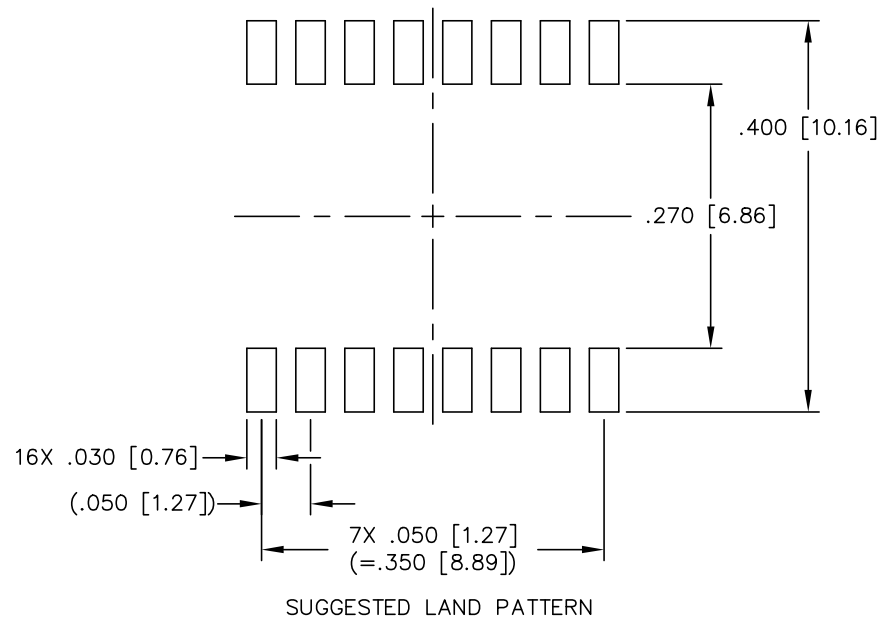 .400 [10.16]
.270 [6.86]
16X .030 [0.76]
(.050 [1.27])
7X .050 [1.27]
(=.350 [8.89])
SUGGESTED LAND PATTERN